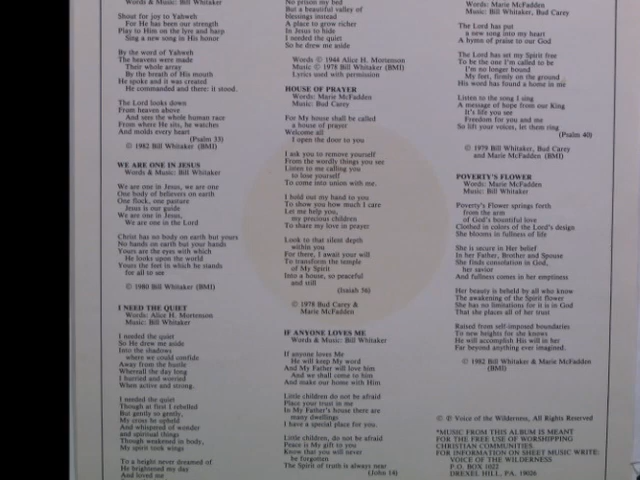 Words & Music: Bill Whitaker
Shout for joy to Yahweh
For He has been our strength
Play to Him on the lyre and harp
Sing a new song in His honor
By the word of Yahweh
The heavens were made
Their whole array
By the breath of His mouth
He spoke and it was created
He commanded and there: it stood.
The Lord looks down
From heaven above
And sees the whole human race
From where He sits, he watches
And molds every heart
(Psalm 33)
© 1982 Bill Whitaker (BMI)
WE ARE ONE IN JESUS
Words & Music: Bill Whitaker
We are one in Jesus, we are one
One body of believers on earth
One flock, one pasture
Jesus is our guide
We are one in Jesus,
We are one in the Lord
Christ has no body on earth but yours
No hands on earth but your hands
Yours are the eyes with which
He looks upon the world
Yours the feet in which he stands
for all to see
© 1980 Bill Whitaker (BMI)
I NEED THE QUIET
Words: Alice H. Mortenson
Music: Bill Whitaker
I needed the quiet
So He drew me aside
Into the shadows
where we could confide
Away from the hustle
Where all the day long
I hurried and worried
When active and strong.
I needed the quiet
Though at first I rebelled
But gently so gently,
My cross he upheld
And whispered of wonder
and spiritual things
Though weakened in body,
My spirit took wings
To a height never dreamed of
He brightened my day
And loved me
No prison my bed
But a beautiful valley of
blessings instead
A place to grow richer
In Jesus to hide
I needed the quiet
So he drew me aside
Words © 1944 Alice H. Mortenson
Music © 1978 Bill Whitaker (BMI)
Lyrics used with permission
HOUSE OF PRAYER
Words: Marie McFadden
Music: Bud Carey
For My house shall be called
a house of prayer
Welcome all
I open the door to you
I ask you to remove yourself
From the wordly things you see
Listen to me calling you
to lose yourself
To come into union with me.
I hold out my hand to you
To show you how much I care
Let me help you,
my precious children
To share my love in prayer
Look to that silent depth
within you
For there, I await your will
To transform the temple
of My Spirit
Into a house, so peaceful
and still
(Isaiah 56)
© 1978 Bud Carey &
Marie McFadden
IF ANYONE LOVES ME
Words & Music: Bill Whitaker
If anyone loves Me
He will keep My word
And My Father will love him
And we shall come to him
And make our home with Him
Little children do not be afraid
Place your trust in me
In My Father's house there are
many dwellings
I have a special place for you.
Little children, do not be afraid
Peace is My gift to you
Know that you will never
be forgotten
The Spirit of truth is always near
(John 14)
Words: Marie McFadden
Music: Bill Whitaker, Bud Carey
The Lord has put
a new song into my heart
A hymn of praise to our God
The Lord has set my Spirit free
To be the one I'm called to be
I'm no longer bound
My feet, firmly on the ground
His word has found a home in me
Listen to the song I sing
A message of hope from our King
It's life you see
Freedom for you and me
So lift your voices, let them ring
(Psalm 40)
© 1979 Bill Whitaker, Bud Carey
and Marie McFadden (BMI)
POVERTY'S FLOWER
Words: Marie McFadden
Music: Bill Whitaker
Poverty's Flower springs forth
from the arm
of God's bountiful love
Clothed in colors of the Lord's design
She blooms in fullness of life
She is secure in Her belief
In her Father, Brother and Spouse
She finds consolation in God,
her savior
And fullness comes in her emptiness
Her beauty is beheld by all who know
The awakening of the Spirit flower
She has no limitations for it is in God
That she places all of her trust
Raised from self-imposed boundaries
To new heights for she knows
He will accomplish His will in her
Far beyond anything ever imagined.
© 1982 Bill Whitaker & Marie McFadden
(BMI)
© ℗ Voice of the Wilderness, All Rights Reserved
*MUSIC FROM THIS ALBUM IS MEANT
FOR THE FREE USE OF WORSHIPPING
CHRISTIAN COMMUNITIES.
FOR INFORMATION ON SHEET MUSIC WRITE:
VOICE OF THE WILDERNESS
P.O. BOX 1022
DREXEL HILL, PA. 19026